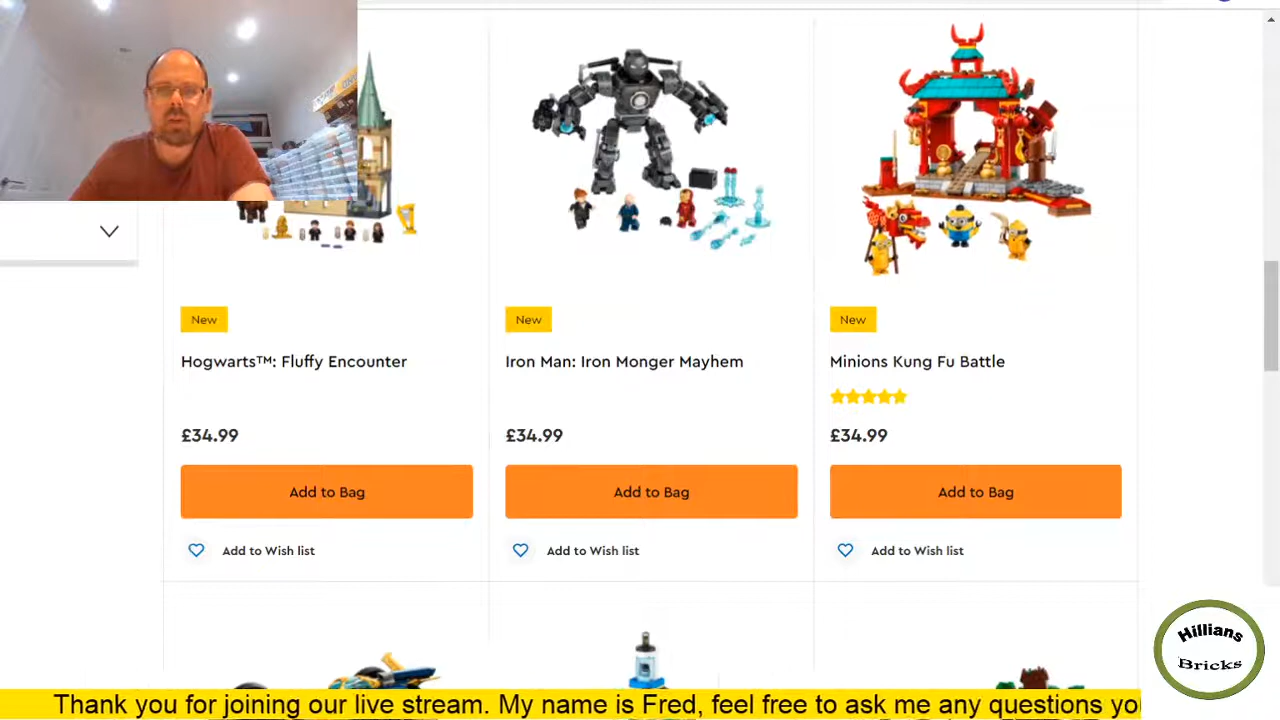 New
New
New
Hogwarts™: Fluffy Encounter
Iron Man: Iron Monger Mayhem
Minions Kung Fu Battle
£34.99
£34.99
£34.99
Add to Bag
Add to Bag
Add to Bag
Add to Wish list
Add to Wish list
Add to Wish list
Hillians
Bricks
Thank you for joining our live stream. My name is Fred, feel free to ask me any questions yo